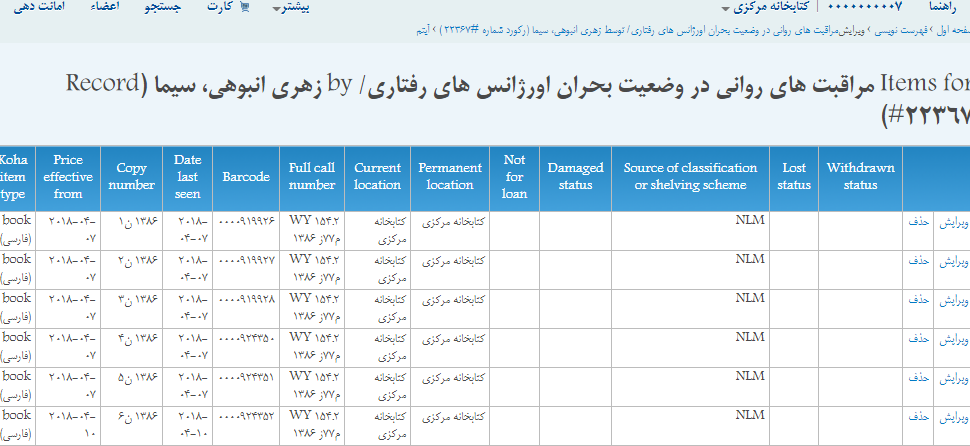 راهنما ۰۰۰۰۰۰۰۰۰۷ | کتابخانه مرکزی بیشتر کارت جستجو اعضاء امانت دهی
صفحه اول › فهرست نویسی › ویرایش مراقبت های روانی در وضعیت بحران اورژانس های رفتاری/ توسط زهری انبوهی، سیما (رکورد شماره #۲۲۳۶۷) › آیتم
Items for مراقبت های روانی در وضعیت بحران اورژانس های رفتاری/ by زهری انبوهی، سیما (Record
#۲۲۳۶۷)
Withdrawn status Lost status Source of classification or shelving scheme Damaged status Not for loan Permanent location Current location Full call number Barcode Date last seen Copy number Price effective from Koha item type
ویرایش حذف NLM کتابخانه مرکزی کتابخانه مرکزی WY ۱۵۴.۲ م۷۷ز ۱۳۸۶ ۰۰۰۰۹۱۹۹۲۶ ۲۰۱۸-۰۴-۰۷ ۱۳۸۶ ن۱ ۲۰۱۸-۰۴-۰۷ book (فارسی)
ویرایش حذف NLM کتابخانه مرکزی کتابخانه مرکزی WY ۱۵۴.۲ م۷۷ز ۱۳۸۶ ۰۰۰۰۹۱۹۹۲۷ ۲۰۱۸-۰۴-۰۷ ۱۳۸۶ ن۲ ۲۰۱۸-۰۴-۰۷ book (فارسی)
ویرایش حذف NLM کتابخانه مرکزی کتابخانه مرکزی WY ۱۵۴.۲ م۷۷ز ۱۳۸۶ ۰۰۰۰۹۱۹۹۲۸ ۲۰۱۸-۰۴-۰۷ ۱۳۸۶ ن۳ ۲۰۱۸-۰۴-۰۷ book (فارسی)
ویرایش حذف NLM کتابخانه مرکزی کتابخانه مرکزی WY ۱۵۴.۲ م۷۷ز ۱۳۸۶ ۰۰۰۰۹۲۴۳۵۰ ۲۰۱۸-۰۴-۰۷ ۱۳۸۶ ن۴ ۲۰۱۸-۰۴-۰۷ book (فارسی)
ویرایش حذف NLM کتابخانه مرکزی کتابخانه مرکزی WY ۱۵۴.۲ م۷۷ز ۱۳۸۶ ۰۰۰۰۹۲۴۳۵۱ ۲۰۱۸-۰۴-۰۷ ۱۳۸۶ ن۵ ۲۰۱۸-۰۴-۰۷ book (فارسی)
ویرایش حذف NLM کتابخانه مرکزی کتابخانه مرکزی WY ۱۵۴.۲ م۷۷ز ۱۳۸۶ ۰۰۰۰۹۲۴۳۵۲ ۲۰۱۸-۰۴-۱۰ ۱۳۸۶ ن۶ ۲۰۱۸-۰۴-۱۰ book (فارسی)